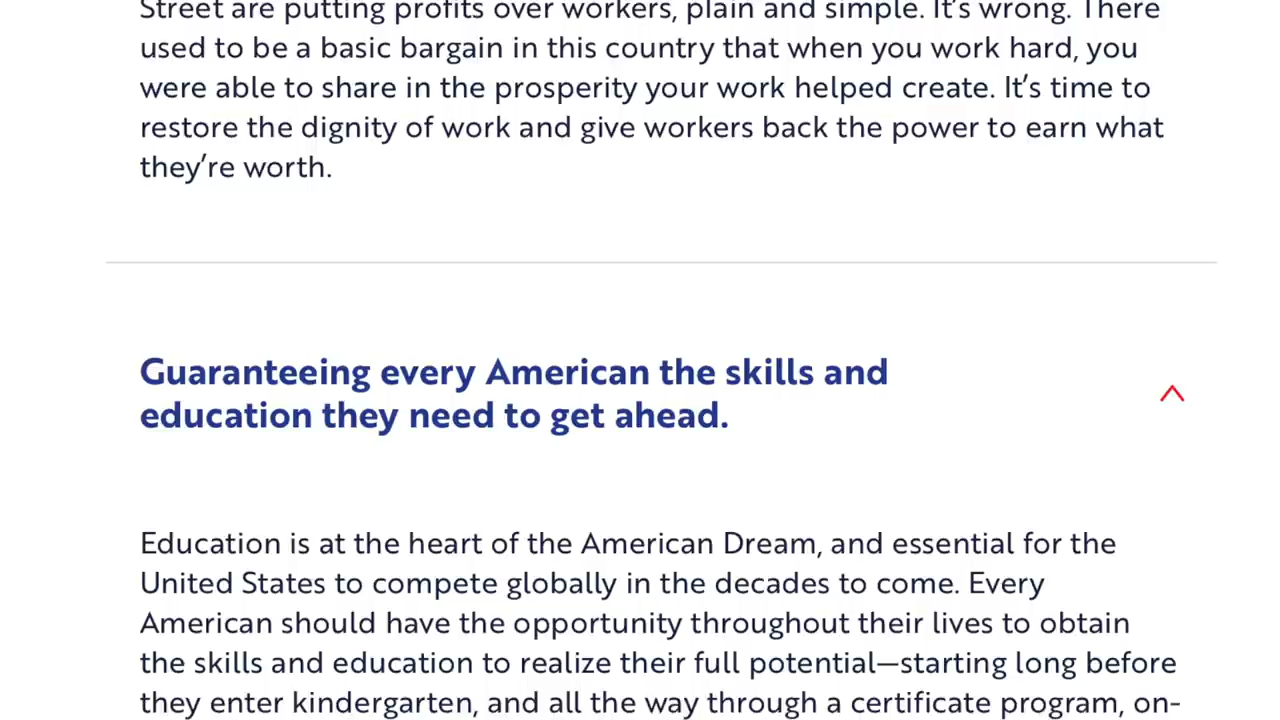 Street are putting profits over workers, plain and simple. It’s wrong. There
used to be a basic bargain in this country that when you work hard, you
were able to share in the prosperity your work helped create. It’s time to
restore the dignity of work and give workers back the power to earn what
they’re worth.
Guaranteeing every American the skills and
education they need to get ahead.
Education is at the heart of the American Dream, and essential for the
United States to compete globally in the decades to come. Every
American should have the opportunity throughout their lives to obtain
the skills and education to realize their full potential—starting long before
they enter kindergarten, and all the way through a certificate program, on-